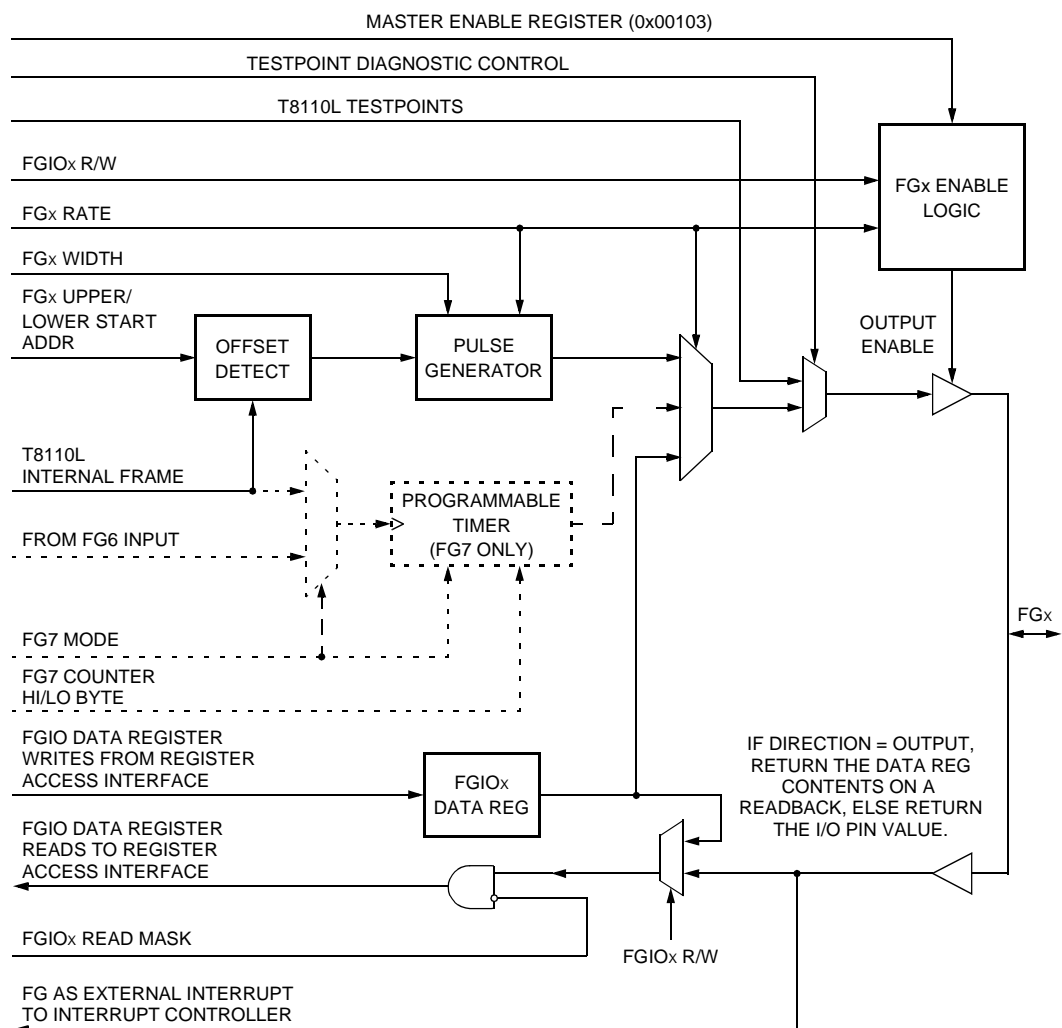 MASTER ENABLE REGISTER (0x00103)
TESTPOINT DIAGNOSTIC CONTROL
T8110L TESTPOINTS
FGIOX R/W
FGX RATE
FGX WIDTH
FGX UPPER/
LOWER START
ADDR
OFFSET
DETECT
PULSE
GENERATOR
FGx ENABLE
LOGIC
OUTPUT
ENABLE
T8110L
INTERNAL FRAME
FROM FG6 INPUT
PROGRAMMABLE
TIMER
(FG7 ONLY)
FG7 MODE
FG7 COUNTER
HI/LO BYTE
FGX
FGIO DATA REGISTER
WRITES FROM REGISTER
ACCESS INTERFACE
FGIOX
DATA REG
IF DIRECTION = OUTPUT,
RETURN THE DATA REG
CONTENTS ON A
READBACK, ELSE RETURN
THE I/O PIN VALUE.
FGIO DATA REGISTER
READS TO REGISTER
ACCESS INTERFACE
FGIOX READ MASK
FGIOX R/W
FG AS EXTERNAL INTERRUPT
TO INTERRUPT CONTROLLER